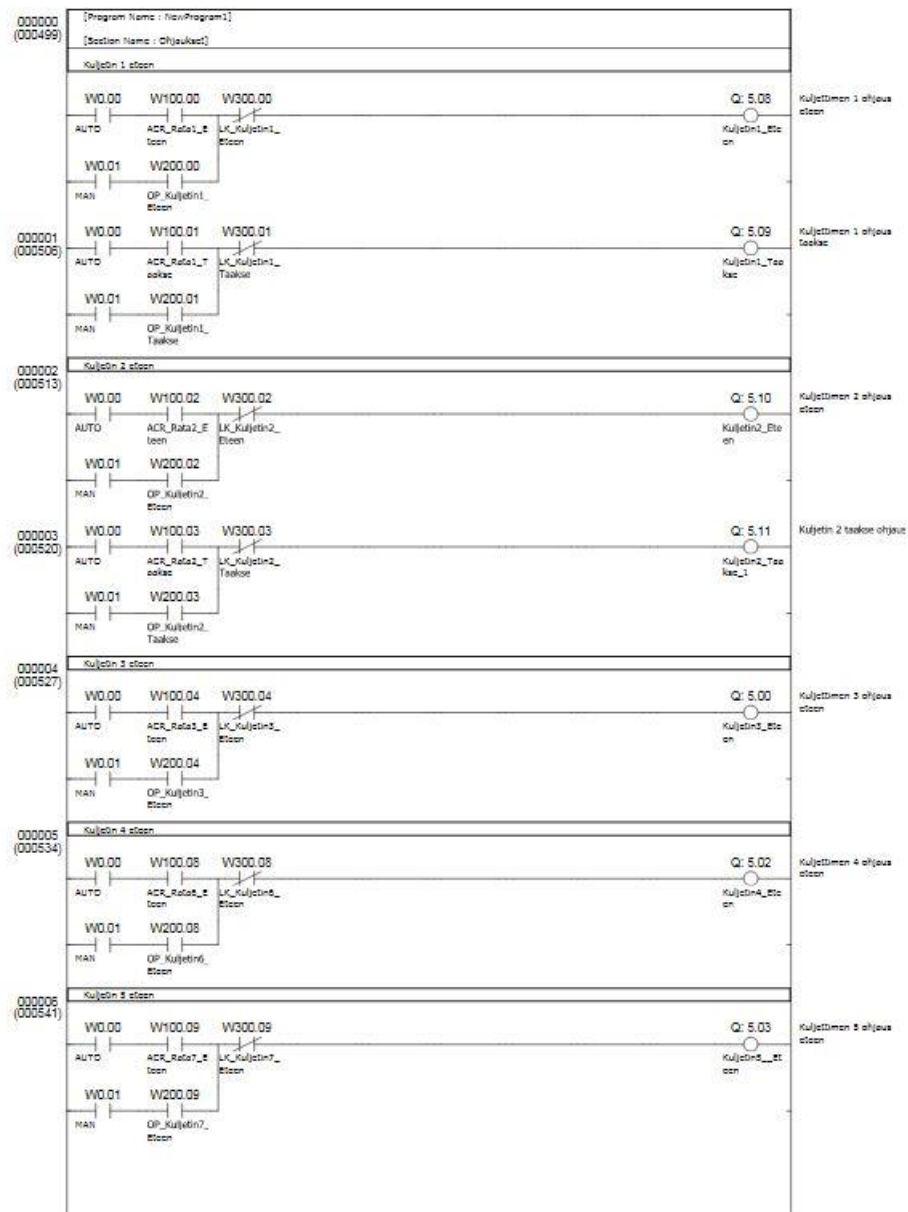 000000
(000499)
[Program Name : NewProgram1]
[Section Name : Ohjaukset]
Kuljetin 1 eteen
W0.00 W100.00 W300.00 Q: 5.08 Kuljettimen 1 ohjaus
eteen
AUTO ACR_Rata1_E LK_Kuljetin1_ Kuljetin1_Ete
teen Eteen en
W0.01 W200.00
MAN OP_Kuljetin1_
Eteen
000001
(000506)
W0.00 W100.01 W300.01 Q: 5.09 Kuljettimen 1 ohjaus
taakse
AUTO ACR_Rata1_T LK_Kuljetin1_ Kuljetin1_Taa
aakse Taakse kse
W0.01 W200.01
MAN OP_Kuljetin1_
Taakse
000002
(000513)
Kuljetin 2 eteen
W0.00 W100.02 W300.02 Q: 5.10 Kuljettimen 2 ohjaus
eteen
AUTO ACR_Rata2_E LK_Kuljetin2_ Kuljetin2_Ete
teen Eteen en
W0.01 W200.02
MAN OP_Kuljetin2_
Eteen
000003
(000520)
W0.00 W100.03 W300.03 Q: 5.11 Kuljetin 2 taakse ohjaus
AUTO ACR_Rata2_T LK_Kuljetin2_ Kuljetin2_Taa
aakse Taakse kse_1
W0.01 W200.03
MAN OP_Kuljetin2_
Taakse
000004
(000527)
Kuljetin 3 eteen
W0.00 W100.04 W300.04 Q: 5.00 Kuljettimen 3 ohjaus
eteen
AUTO ACR_Rata3_E LK_Kuljetin3_ Kuljetin3_Ete
teen Eteen en
W0.01 W200.04
MAN OP_Kuljetin3_
Eteen
000005
(000534)
Kuljetin 4 eteen
W0.00 W100.08 W300.08 Q: 5.02 Kuljettimen 4 ohjaus
eteen
AUTO ACR_Rata6_E LK_Kuljetin6_ Kuljetin4_Ete
teen Eteen en
W0.01 W200.08
MAN OP_Kuljetin6_
Eteen
000006
(000541)
Kuljetin 5 eteen
W0.00 W100.09 W300.09 Q: 5.03 Kuljettimen 5 ohjaus
eteen
AUTO ACR_Rata7_E LK_Kuljetin7_ Kuljetin5__Et
teen Eteen een
W0.01 W200.09
MAN OP_Kuljetin7_
Eteen